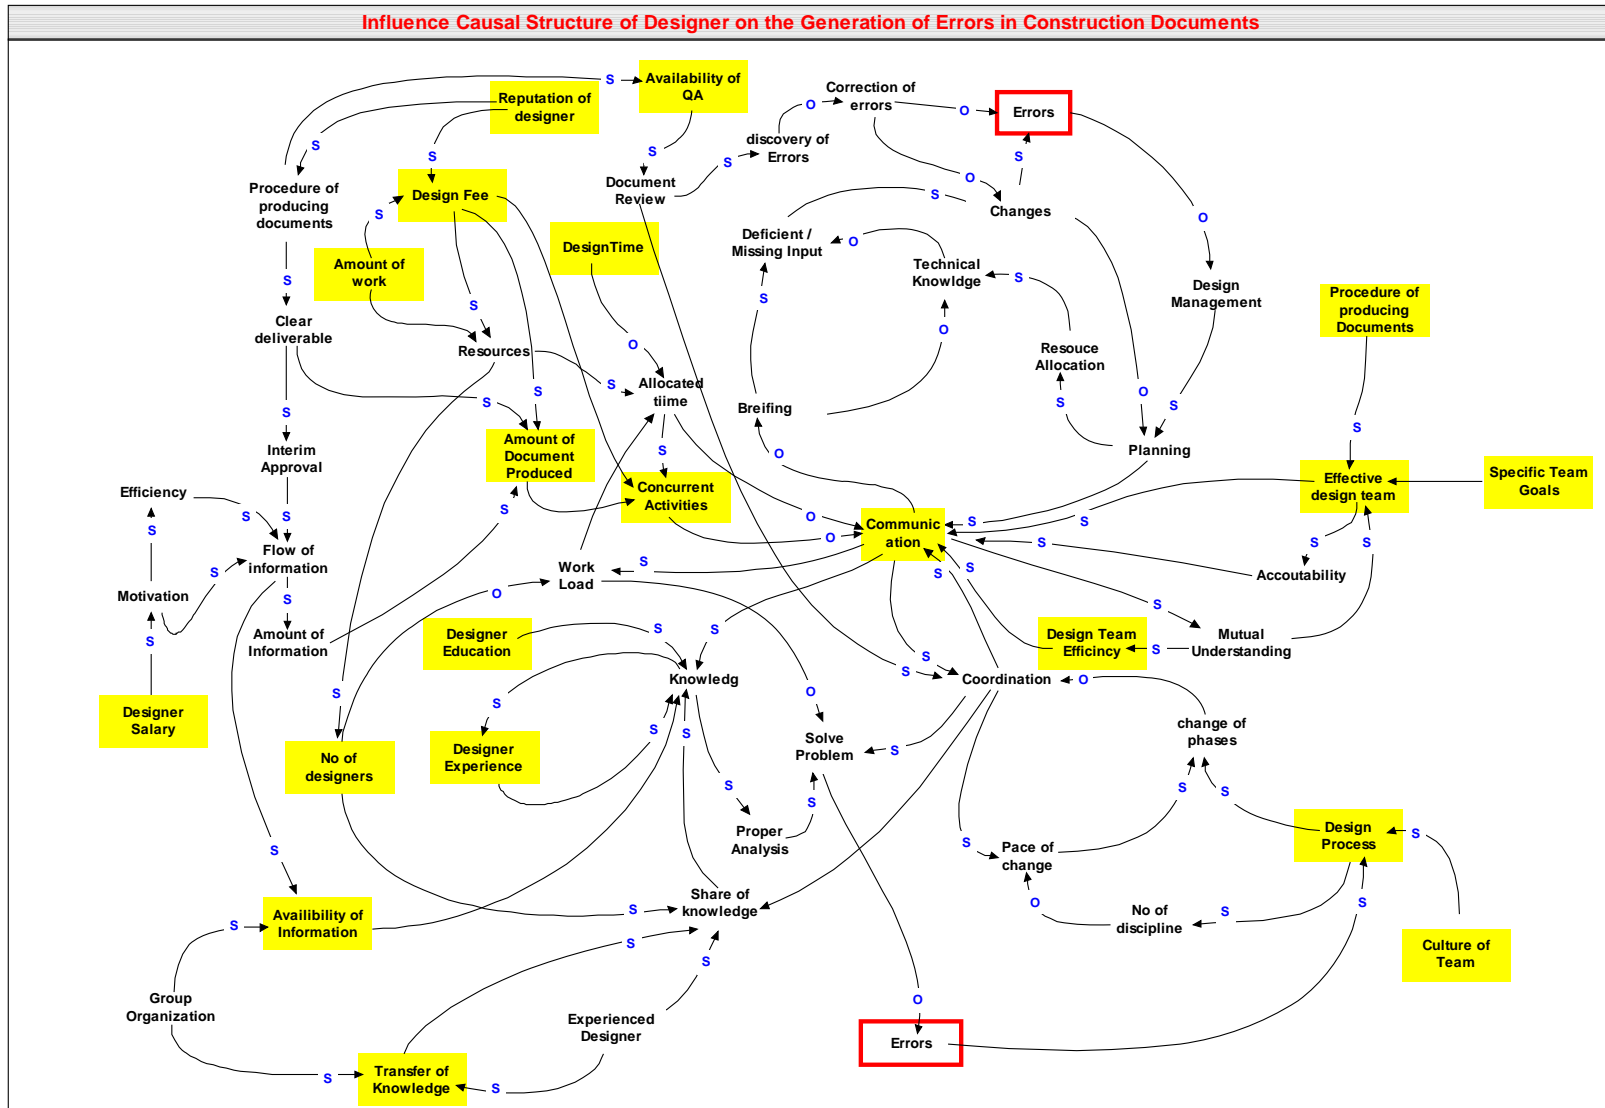 Influence Causal Structure of Designer on the Generation of Errors in Construction Documents
S
Availability of
QA
Reputation of
designer
Correction of
errors
O
O
Errors
S
S
discovery of
Errors
S
S
S
Procedure of
producing
documents
Design Fee
S
Document
Review
S
O
Changes
S
O
DesignTime
Deficient /
Missing Input
O
Technical
Knowldge
S
Amount of
work
S
S
S
Design
Management
Procedure of
producing
Documents
Clear
deliverable
S
O
O
Resources
S
Resouce
Allocation
Allocated
tiime
S
S
S
Breifing
S
O
S
S
Interim
Approval
Amount of
Document
Produced
S
O
Planning
S
Efficiency
S
S
S
Concurrent
Activities
Effective
design team
Specific Team
Goals
S
S
O
O
Communic
ation
S
S
S
S
S
Flow of
information
S
S
Work
Load
S
S
S
Accoutability
Motivation
S
O
S
Amount of
Information
S
Designer
Education
S
S
Design Team
Efficincy
S
Mutual
Understanding
S
Knowledg
S
S
Coordination
O
Designer
Salary
S
S
O
No of
designers
Designer
Experience
S
S
Solve
Problem
S
change of
phases
S
S
S
S
Proper
Analysis
S
Pace of
change
Design
Process
S
S
Share of
knowledge
O
No of
discipline
S
S
S
Availibility of
Information
S
S
S
Culture of
Team
Group
Organization
Experienced
Designer
O
Errors
S
Transfer of
Knowledge
S